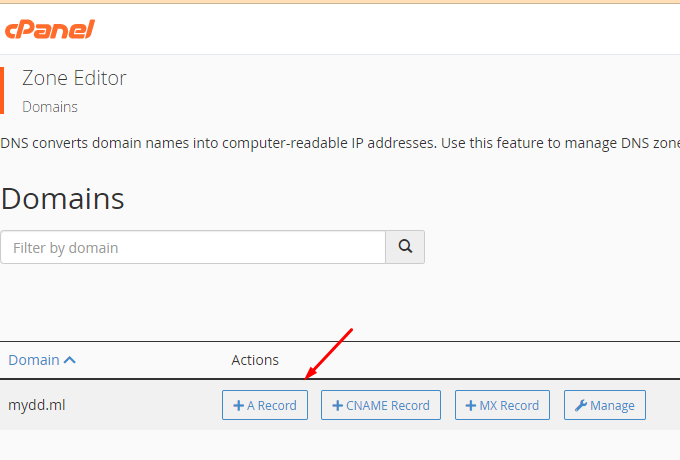 cPanel
Zone Editor
Domains
DNS converts domain names into computer-readable IP addresses. Use this feature to manage DNS zone
Domains
Filter by domain
Domain Actions
mydd.ml A Record CNAME Record MX Record Manage